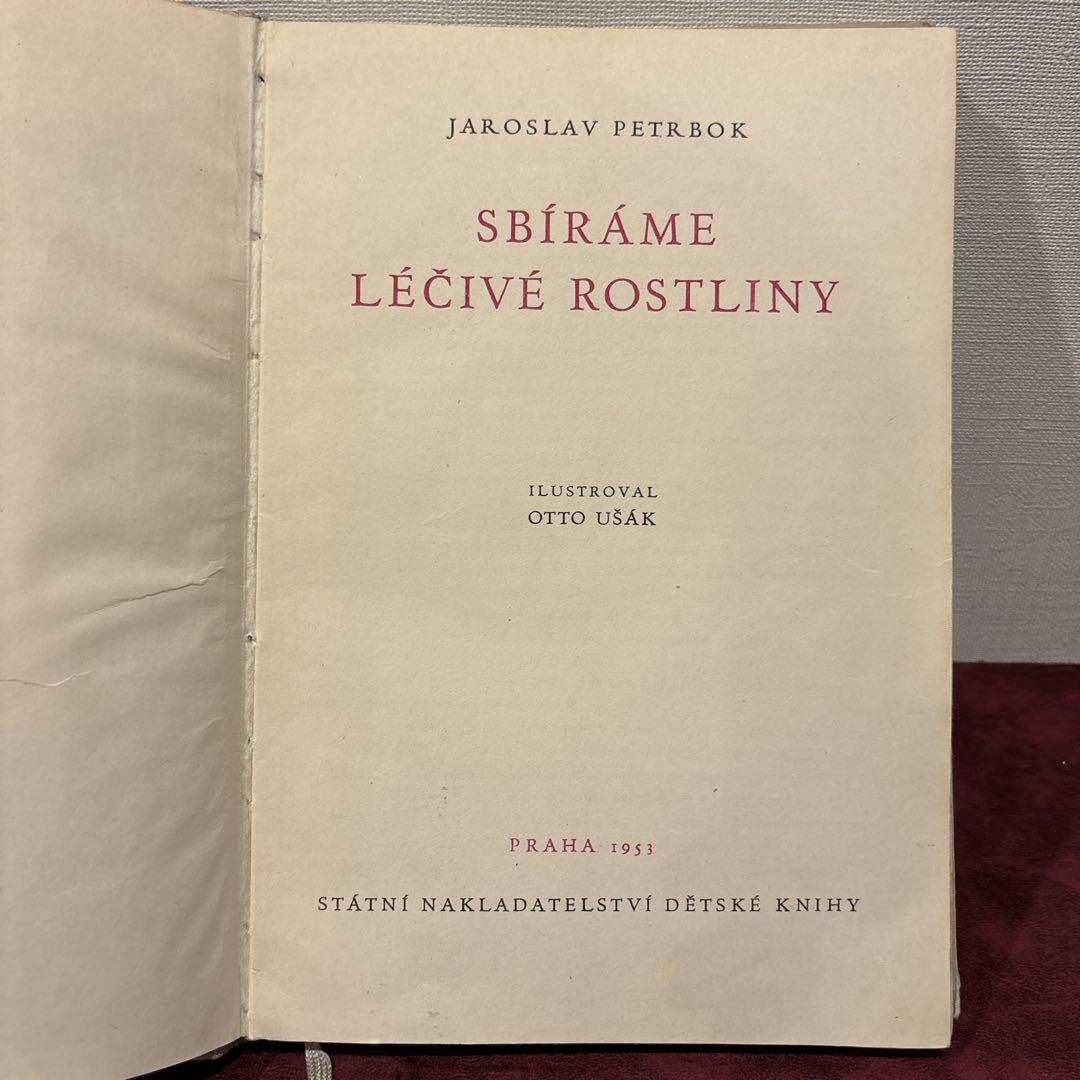 JAROSLAV PETRBOK
SBÍRÁME
LÉČIVÉ ROSTLINY
ILUSTROVAL
OTTO UŠÁK
PRAHA 1953
STÁTNÍ NAKLADATELSTVÍ DĚTSKÉ KNIHY